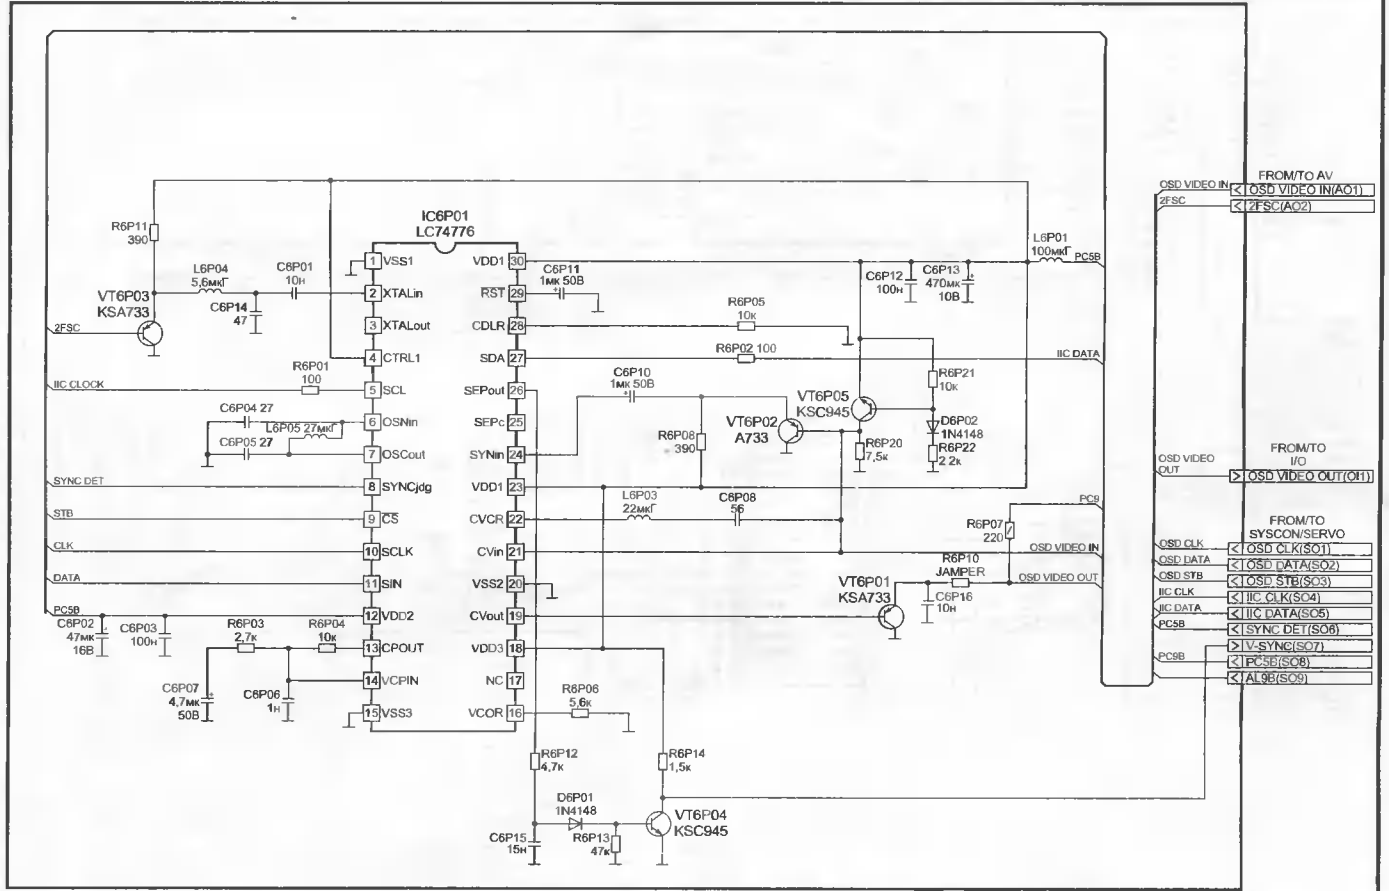 IC6P01
LC74776
R6P11
390
L6P04
5,6мкГ
C6P01
10н
C6P14
47
VT6P03
KSA733
2FSC
IIC CLOCK
R6P01
100
C6P04 27
L6P05 27мкГ
C6P05 27
SYNC DET
STB
CLK
DATA
PC5B
C6P02
47мк
16В
C6P03
100н
R6P03
2,7к
R6P04
10к
C6P07
4,7мк
50В
C6P06
1н
1 VSS1
2 XTALin
3 XTALout
4 CTRL1
5 SCL
6 OSNin
7 OSCout
8 SYNCjdg
9 CS
10 SCLK
11 SIN
12 VDD2
13 CPOUT
14 VCPIN
15 VSS3
VDD1 30
RST 29
CDLR 28
SDA 27
SEPout 26
SEPc 25
SYNin 24
VDD1 23
CVCR 22
CVin 21
VSS2 20
CVout 19
VDD3 18
NC 17
VCOR 16
C6P11
1мк 50В
R6P05
10к
R6P02 100
C6P10
1мк 50В
R6P08
390
VT6P02
A733
VT6P05
KSC945
C6P12
100н
C6P13
470мк
10В
L6P01
100мкГ
PC5B
IIC DATA
R6P21
10к
D6P02
1N4148
R6P22
2.2к
R6P20
7,5к
L6P03
22мкГ
C6P08
56
PC9
R6P07
220
OSD VIDEO IN
R6P10
JAMPER
OSD VIDEO OUT
VT6P01
KSA733
C6P16
10н
R6P06
5,6к
R6P12
4,7к
R6P14
1,5к
D6P01
1N4148
VT6P04
KSC945
C6P15
15н
R6P13
47к
FROM/TO AV
OSD VIDEO IN
< OSD VIDEO IN(AO1)
2FSC
< 2FSC(AO2)
FROM/TO
I/O
OSD VIDEO
OUT
> OSD VIDEO OUT(OI1)
FROM/TO
SYSCON/SERVO
OSD CLK
< OSD CLK(SO1)
OSD DATA
< OSD DATA(SO2)
OSD STB
< OSD STB(SO3)
IIC CLK
< IIC CLK(SO4)
IIC DATA
< IIC DATA(SO5)
PC5B
< SYNC DET(SO6)
> V-SYNC(SO7)
PC9B
< PC5B(SO8)
< AL9B(SO9)